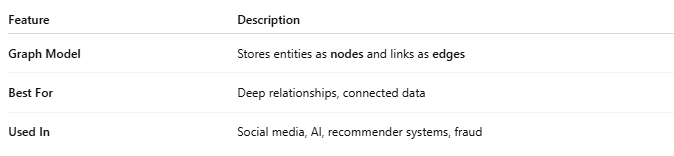 Feature Description
Graph Model Stores entities as nodes and links as edges
Best For Deep relationships, connected data
Used In Social media, AI, recommender systems, fraud